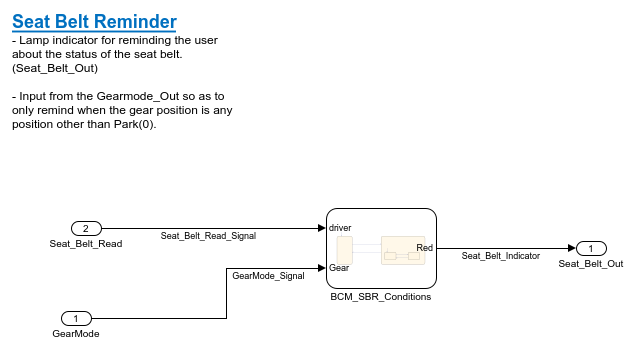 Seat Belt Reminder
- Lamp indicator for reminding the user
about the status of the seat belt.
(Seat_Belt_Out)
- Input from the Gearmode_Out so as to
only remind when the gear position is any
position other than Park(0).
2
Seat_Belt_Read
Seat_Belt_Read_Signal
driver
Red
Seat_Belt_Indicator
1
Seat_Belt_Out
Gear
GearMode_Signal
BCM_SBR_Conditions
1
GearMode